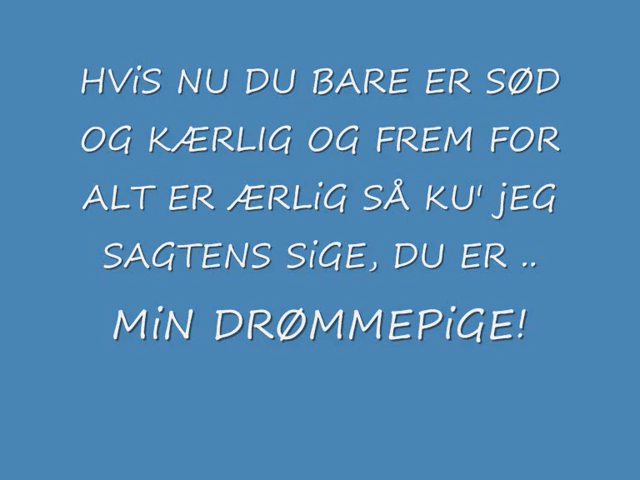 HViS NU DU BARE ER SØD
OG KÆRLIG OG FREM FOR
ALT ER ÆRLiG SÅ KU' jEG
SAGTENS SiGE, DU ER ..
MiN DRØMMEPiGE!